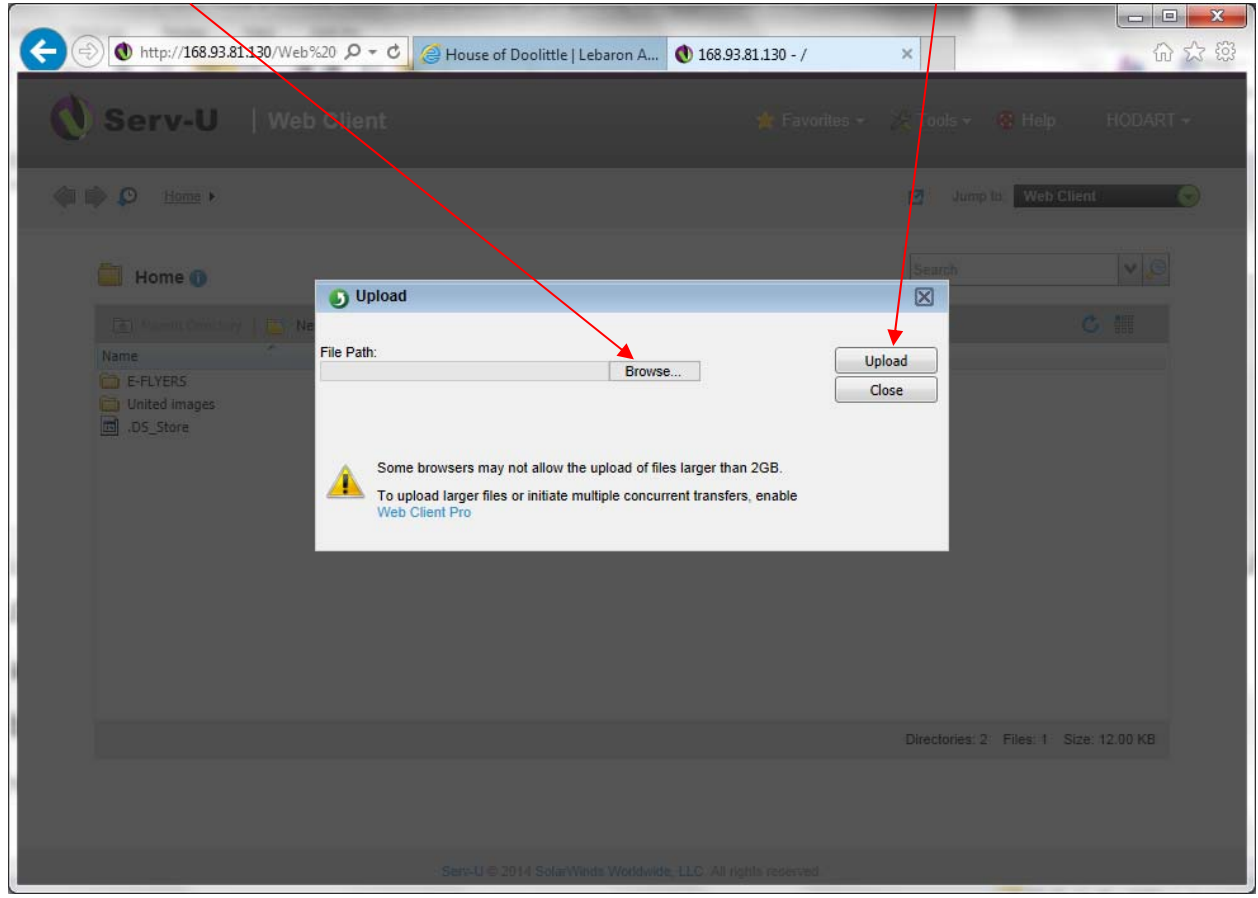 http://168.93.81.130/Web%20
House of Doolittle | Lebaron A...
168.93.81.130 - /
Serv-U | Web Client
Favorites
Tools
Help
HODART
Home
Jump to:
Web Client
Home
Search
Upload
Parent Directory
Ne
File Path:
Browse...
Upload
Close
Name
E-FLYERS
United images
.DS_Store
Some browsers may not allow the upload of files larger than 2GB.
To upload larger files or initiate multiple concurrent transfers, enable
Web Client Pro
Directories: 2 Files: 1 Size: 12.00 KB
Serv-U © 2014 SolarWinds Worldwide, LLC. All rights reserved.